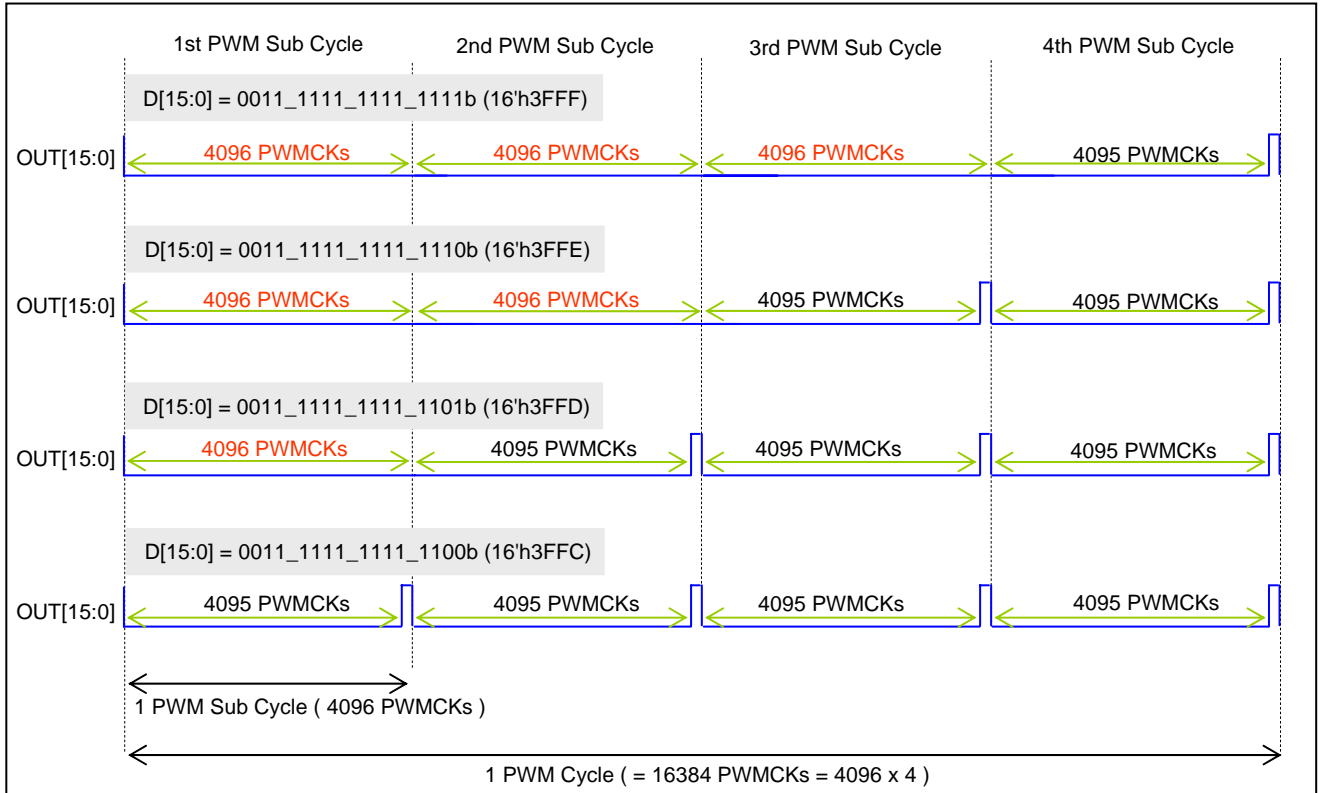 1st PWM Sub Cycle 2nd PWM Sub Cycle 3rd PWM Sub Cycle 4th PWM Sub Cycle
D[15:0] = 0011_1111_1111_1111b (16'h3FFF)
OUT[15:0] 4096 PWMCKs 4096 PWMCKs 4096 PWMCKs 4095 PWMCKs
D[15:0] = 0011_1111_1111_1110b (16'h3FFE)
OUT[15:0] 4096 PWMCKs 4096 PWMCKs 4095 PWMCKs 4095 PWMCKs
D[15:0] = 0011_1111_1111_1101b (16'h3FFD)
OUT[15:0] 4096 PWMCKs 4095 PWMCKs 4095 PWMCKs 4095 PWMCKs
D[15:0] = 0011_1111_1111_1100b (16'h3FFC)
OUT[15:0] 4095 PWMCKs 4095 PWMCKs 4095 PWMCKs 4095 PWMCKs
1 PWM Sub Cycle ( 4096 PWMCKs )
1 PWM Cycle ( = 16384 PWMCKs = 4096 x 4 )